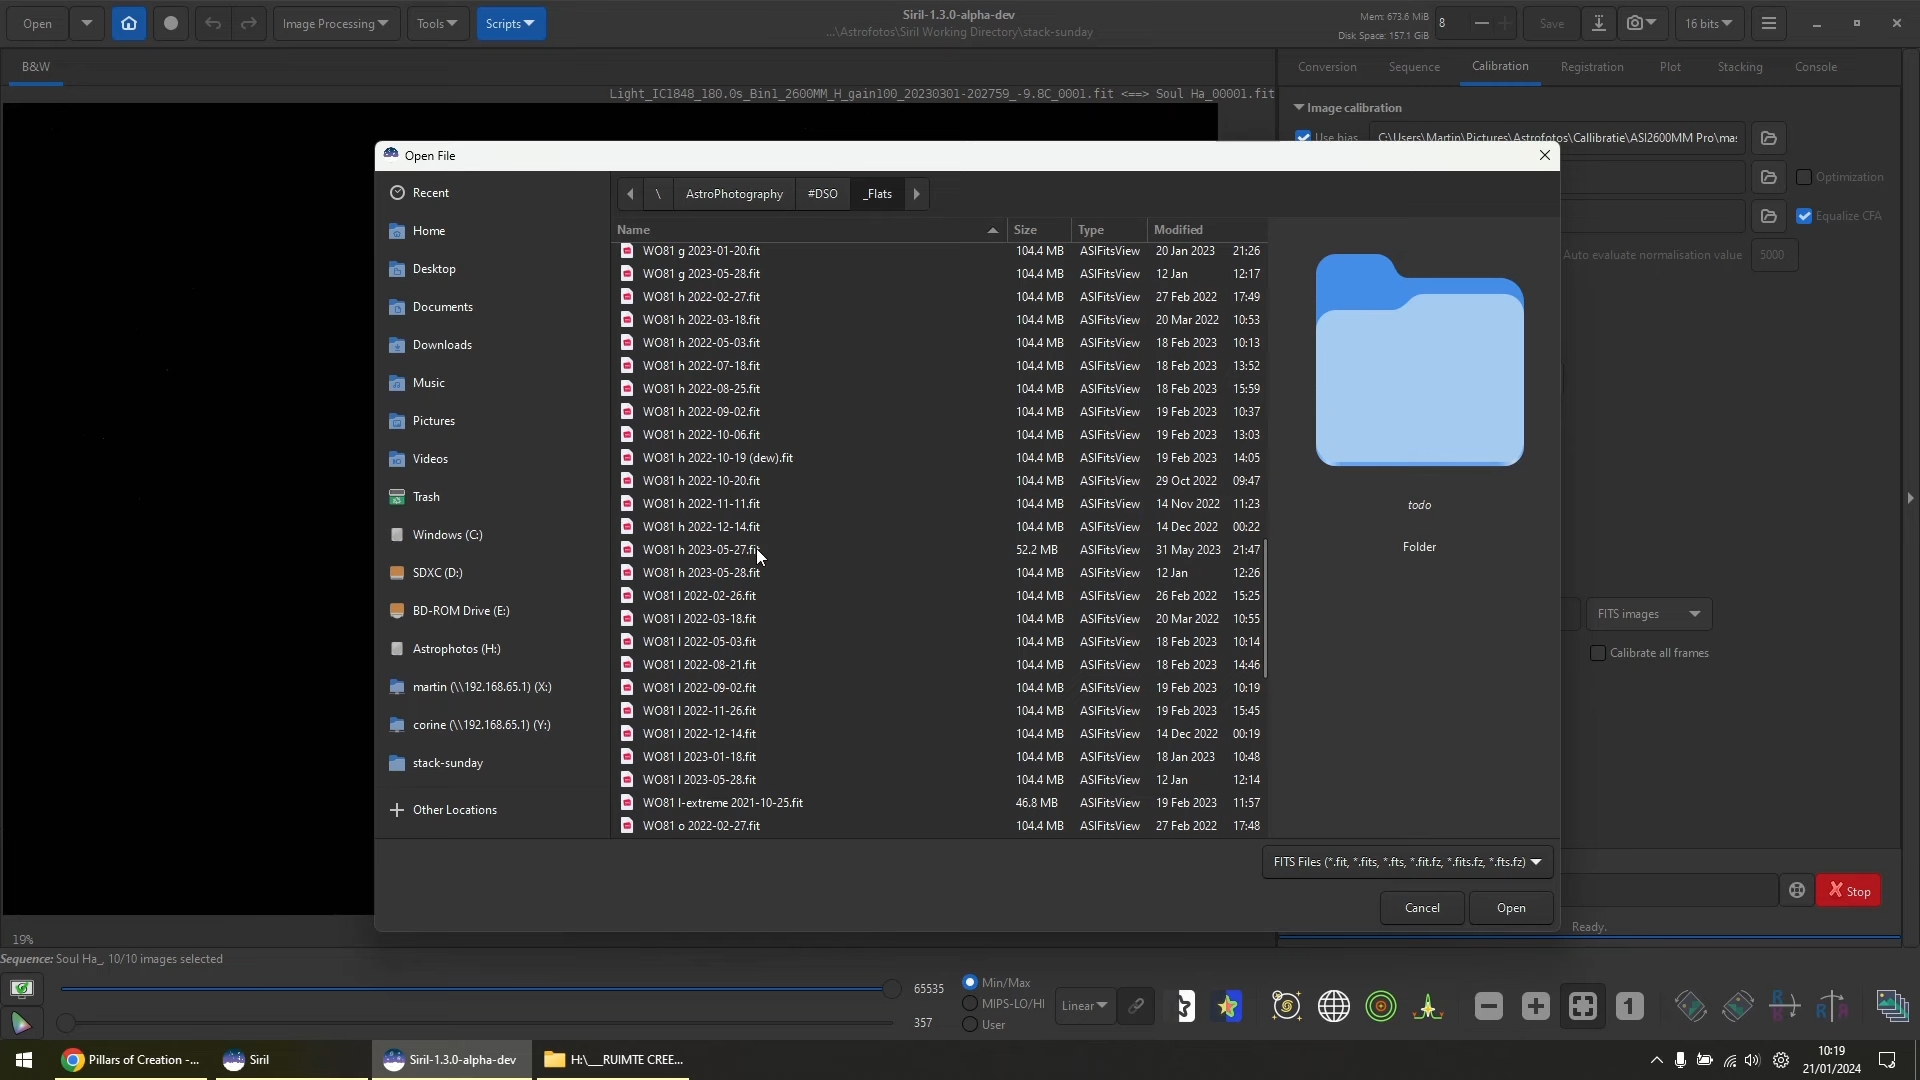 Open
Image Processing
Tools
Scripts
Siril-1.3.0-alpha-dev
...\Astrofotos\Siril Working Directory\stack-sunday
Mem: 673.6 MiB
Disk Space: 157.1 GiB
8
Save
16 bits
B&W
Conversion
Sequence
Calibration
Registration
Plot
Stacking
Console
Light_IC1848_180.0s_Bin1_2600MM_H_gain100_20230301-202759_-9.8C_0001.fit <==> Soul Ha_00001.fit
Image calibration
Use bias
C:\Users\Martin\Pictures\Astrofotos\Callibratie\ASI2600MM Pro\mas
Optimization
Equalize CFA
Auto evaluate normalisation value
5000
FITS images
Calibrate all frames
Stop
Ready.
Open File
Recent
Home
Desktop
Documents
Downloads
Music
Pictures
Videos
Trash
Windows (C:)
SDXC (D:)
BD-ROM Drive (E:)
Astrophotos (H:)
martin (\\192.168.65.1) (X:)
corine (\\192.168.65.1) (Y:)
stack-sunday
Other Locations
\ AstroPhotography #DSO _Flats
Name Size Type Modified
WO81 g 2023-01-20.fit 104.4 MB ASIFitsView 20 Jan 2023 21:26
WO81 g 2023-05-28.fit 104.4 MB ASIFitsView 12 Jan 12:17
WO81 h 2022-02-27.fit 104.4 MB ASIFitsView 27 Feb 2022 17:49
WO81 h 2022-03-18.fit 104.4 MB ASIFitsView 20 Mar 2022 10:53
WO81 h 2022-05-03.fit 104.4 MB ASIFitsView 18 Feb 2023 10:13
WO81 h 2022-07-18.fit 104.4 MB ASIFitsView 18 Feb 2023 13:52
WO81 h 2022-08-25.fit 104.4 MB ASIFitsView 18 Feb 2023 15:59
WO81 h 2022-09-02.fit 104.4 MB ASIFitsView 19 Feb 2023 10:37
WO81 h 2022-10-06.fit 104.4 MB ASIFitsView 19 Feb 2023 13:03
WO81 h 2022-10-19 (dew).fit 104.4 MB ASIFitsView 19 Feb 2023 14:05
WO81 h 2022-10-20.fit 104.4 MB ASIFitsView 29 Oct 2022 09:47
WO81 h 2022-11-11.fit 104.4 MB ASIFitsView 14 Nov 2022 11:23
WO81 h 2022-12-14.fit 104.4 MB ASIFitsView 14 Dec 2022 00:22
WO81 h 2023-05-27.fit 52.2 MB ASIFitsView 31 May 2023 21:47
WO81 h 2023-05-28.fit 104.4 MB ASIFitsView 12 Jan 12:26
WO81 l 2022-02-26.fit 104.4 MB ASIFitsView 26 Feb 2022 15:25
WO81 l 2022-03-18.fit 104.4 MB ASIFitsView 20 Mar 2022 10:55
WO81 l 2022-05-03.fit 104.4 MB ASIFitsView 18 Feb 2023 10:14
WO81 l 2022-08-21.fit 104.4 MB ASIFitsView 18 Feb 2023 14:46
WO81 l 2022-09-02.fit 104.4 MB ASIFitsView 19 Feb 2023 10:19
WO81 l 2022-11-26.fit 104.4 MB ASIFitsView 19 Feb 2023 15:45
WO81 l 2022-12-14.fit 104.4 MB ASIFitsView 14 Dec 2022 00:19
WO81 l 2023-01-18.fit 104.4 MB ASIFitsView 18 Jan 2023 10:48
WO81 l 2023-05-28.fit 104.4 MB ASIFitsView 12 Jan 12:14
WO81 l-extreme 2021-10-25.fit 46.8 MB ASIFitsView 19 Feb 2023 11:57
WO81 o 2022-02-27.fit 104.4 MB ASIFitsView 27 Feb 2022 17:48
todo
Folder
FITS Files (*.fit, *.fits, *.fts, *.fit.fz, *.fits.fz, *.fts.fz)
Cancel
Open
19%
Sequence: Soul Ha_, 10/10 images selected
65535
357
Min/Max
MIPS-LO/HI
User
Linear
1
Pillars of Creation -...
Siril
Siril-1.3.0-alpha-dev
H:\__RUIMTE CREE...
10:19
21/01/2024